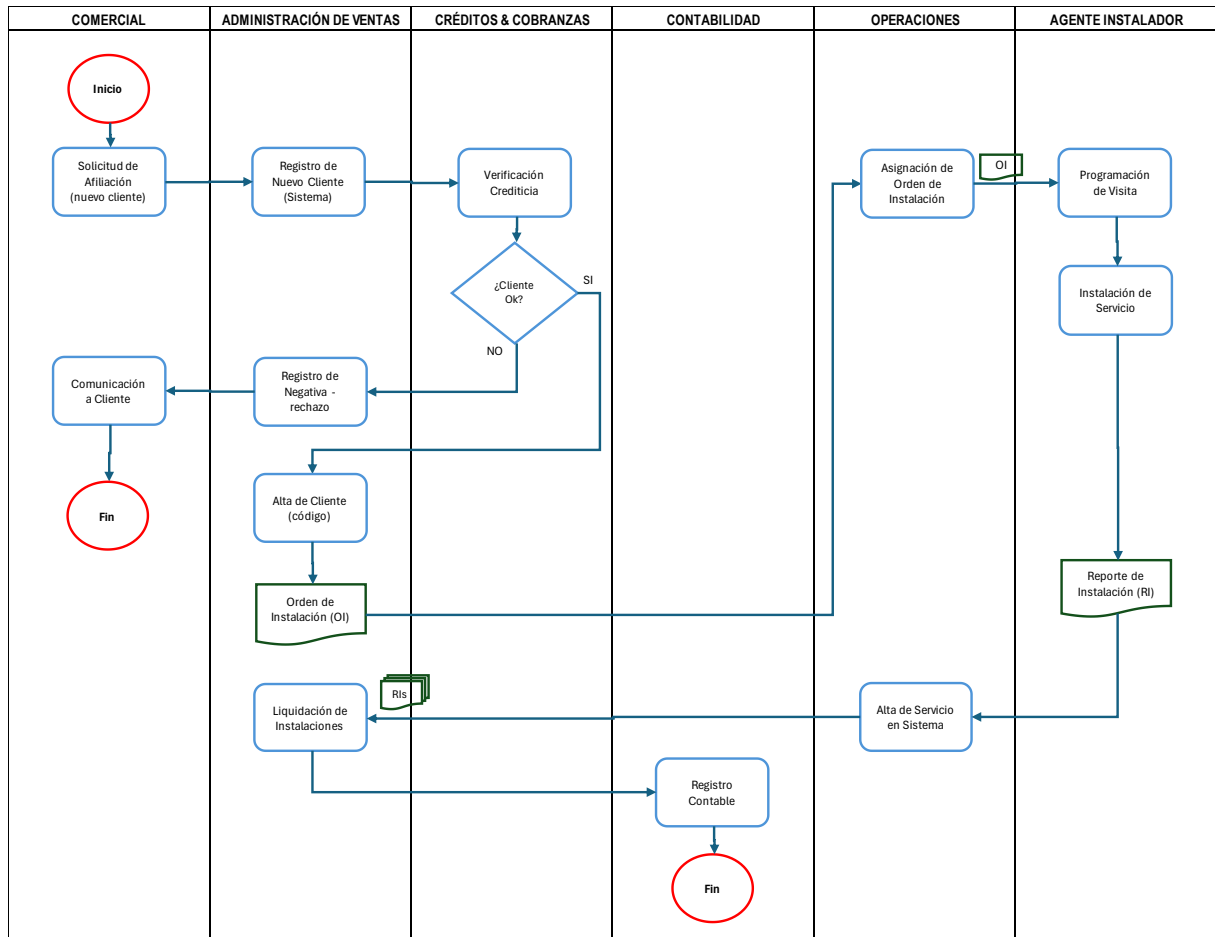 COMERCIAL
ADMINISTRACIÓN DE VENTAS
CRÉDITOS & COBRANZAS
CONTABILIDAD
OPERACIONES
AGENTE INSTALADOR
Inicio
Solicitud de
Afiliación
(nuevo cliente)
Registro de
Nuevo Cliente
(Sistema)
Verificación
Crediticia
Asignación de
Orden de
Instalación
OI
Programación
de Visita
¿Cliente
Ok?
SI
NO
Instalación de
Servicio
Comunicación
a Cliente
Registro de
Negativa -
rechazo
Fin
Alta de Cliente
(código)
Orden de
Instalación (OI)
Reporte de
Instalación (RI)
Liquidación de
Instalaciones
RIs
Alta de Servicio
en Sistema
Registro
Contable
Fin